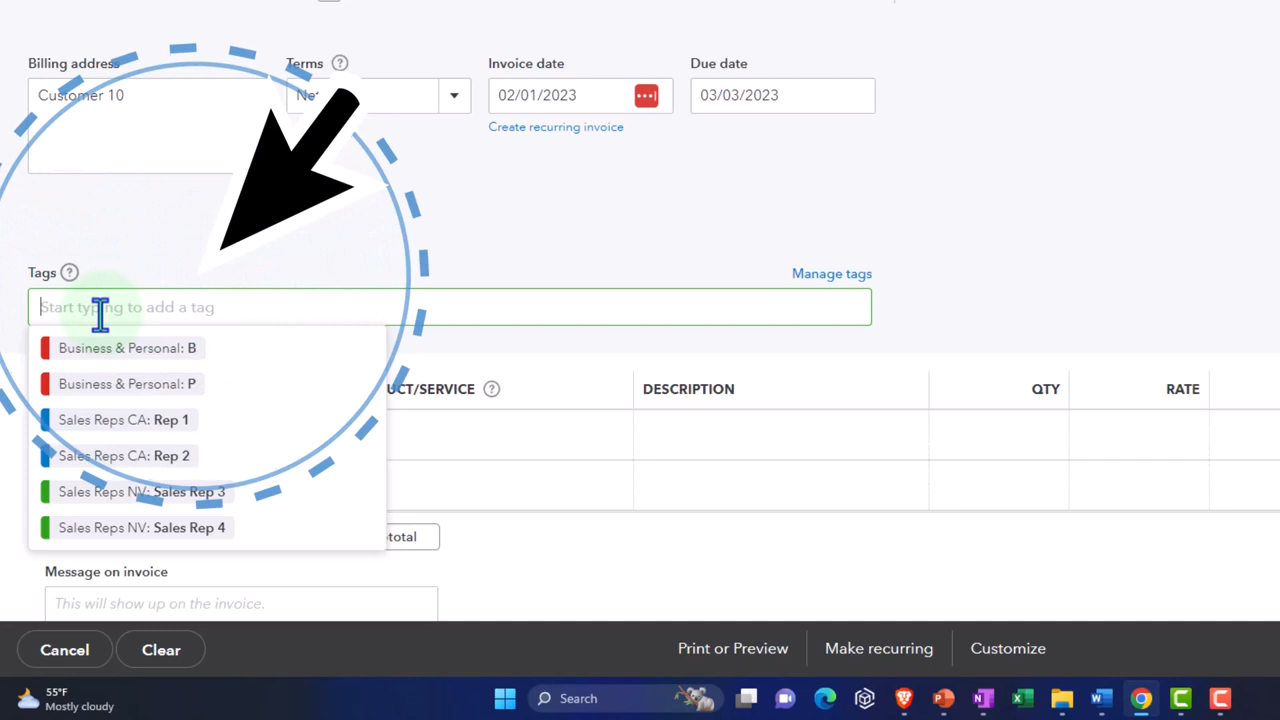 Billing address
Terms ?
Invoice date
Due date
Customer 10
02/01/2023
03/03/2023
Create recurring invoice
Tags ?
Manage tags
Start typing to add a tag
Business & Personal: B
Business & Personal: P
Sales Reps CA: Rep 1
Sales Reps CA: Rep 2
Sales Reps NV: Sales Rep 3
Sales Reps NV: Sales Rep 4
UCT/SERVICE ?
DESCRIPTION
QTY
RATE
total
Message on invoice
This will show up on the invoice.
Cancel
Clear
Print or Preview
Make recurring
Customize
55°F
Mostly cloudy
Search